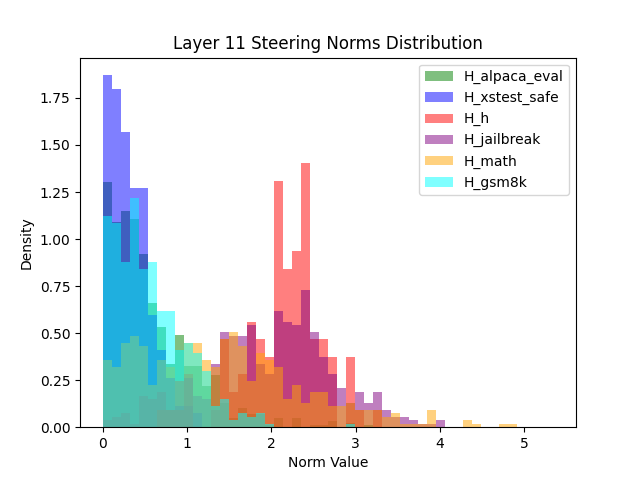 Layer 11 Steering Norms Distribution
H_alpaca_eval
H_xstest_safe
H_h
H_jailbreak
H_math
H_gsm8k
Density
1.75
1.50
1.25
1.00
0.75
0.50
0.25
0.00
0 1 2 3 4 5
Norm Value